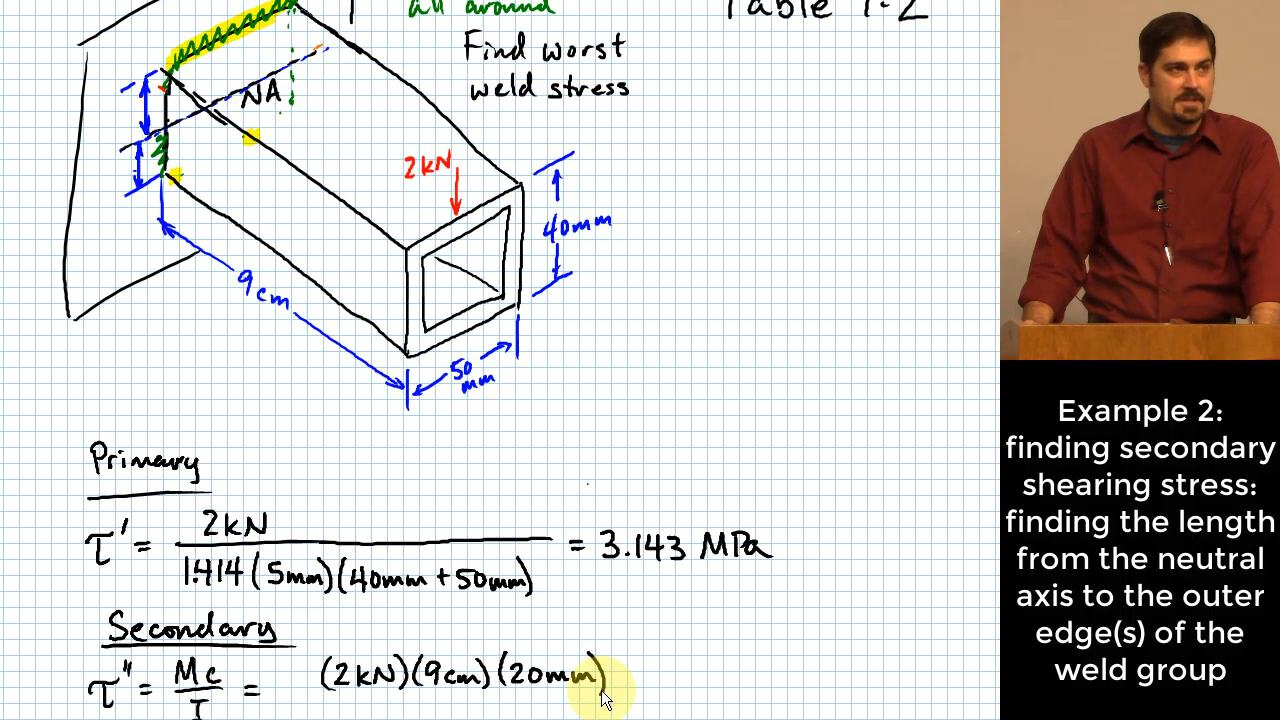 all around
Table 9-2
Find worst
weld stress
NA
2kN
40mm
9cm
50
mm
Primary
τ' = 2kN / 1.414(5mm)(40mm+50mm) = 3.143 MPa
Secondary
τ" = Mc / I = (2kN)(9cm)(20mm)
Example 2:
finding secondary
shearing stress:
finding the length
from the neutral
axis to the outer
edge(s) of the
weld group